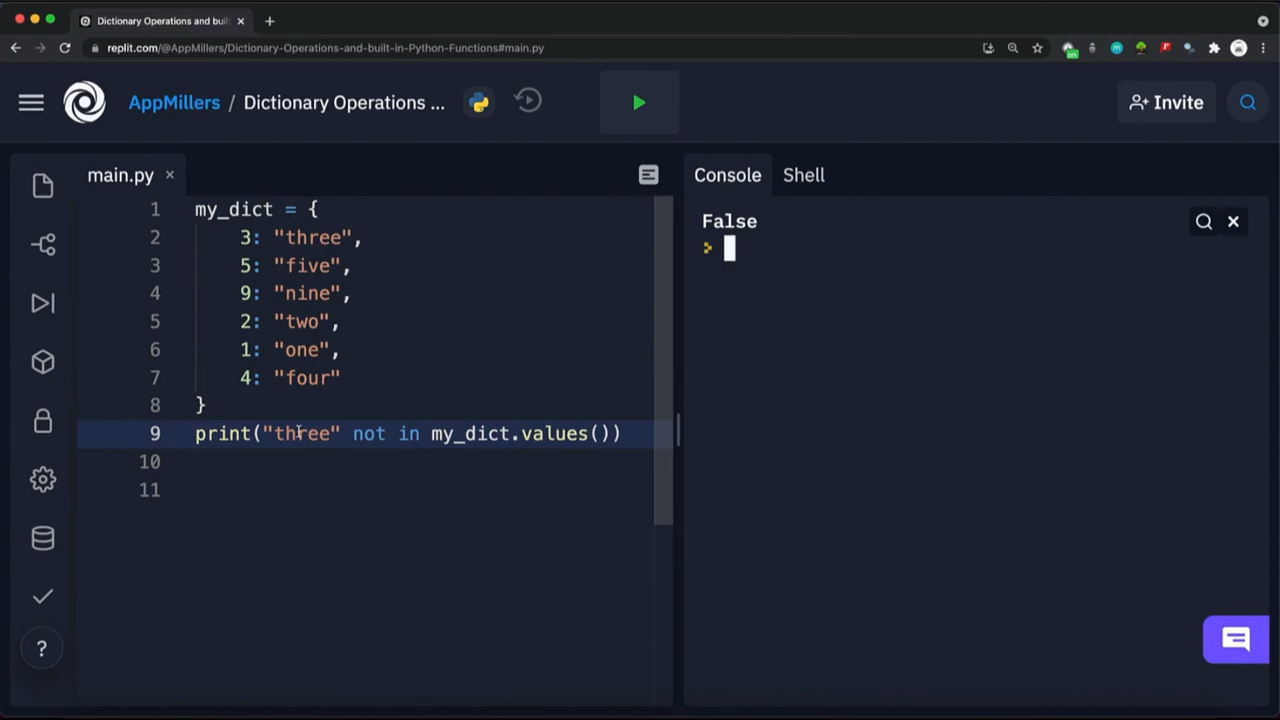 Dictionary Operations and buil
replit.com/@AppMillers/Dictionary-Operations-and-built-in-Python-Functions#main.py
AppMillers / Dictionary Operations ...
Invite
main.py
Console
Shell
1 my_dict = {
2     3: "three",
3     5: "five",
4     9: "nine",
5     2: "two",
6     1: "one",
7     4: "four"
8 }
9 print("three" not in my_dict.values())
10
11
False
>
?